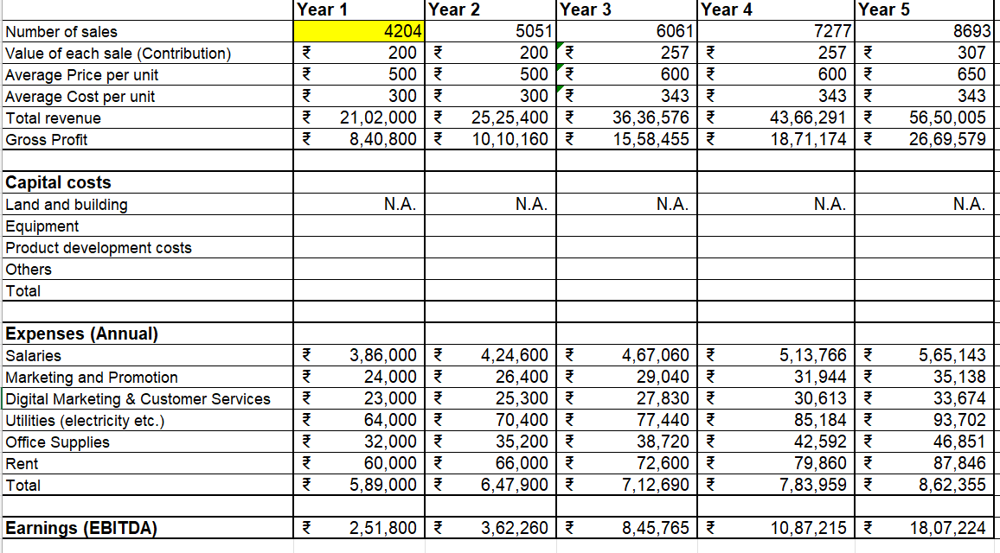 Year 1 Year 2 Year 3 Year 4 Year 5
Number of sales 4204 5051 6061 7277 8693
Value of each sale (Contribution) ₹ 200 ₹ 200 ₹ 257 ₹ 257 ₹ 307
Average Price per unit ₹ 500 ₹ 500 ₹ 600 ₹ 600 ₹ 650
Average Cost per unit ₹ 300 ₹ 300 ₹ 343 ₹ 343 ₹ 343
Total revenue ₹ 21,02,000 ₹ 25,25,400 ₹ 36,36,576 ₹ 43,66,291 ₹ 56,50,005
Gross Profit ₹ 8,40,800 ₹ 10,10,160 ₹ 15,58,455 ₹ 18,71,174 ₹ 26,69,579
Capital costs
Land and building N.A. N.A. N.A. N.A. N.A.
Equipment
Product development costs
Others
Total
Expenses (Annual)
Salaries ₹ 3,86,000 ₹ 4,24,600 ₹ 4,67,060 ₹ 5,13,766 ₹ 5,65,143
Marketing and Promotion ₹ 24,000 ₹ 26,400 ₹ 29,040 ₹ 31,944 ₹ 35,138
Digital Marketing & Customer Services ₹ 23,000 ₹ 25,300 ₹ 27,830 ₹ 30,613 ₹ 33,674
Utilities (electricity etc.) ₹ 64,000 ₹ 70,400 ₹ 77,440 ₹ 85,184 ₹ 93,702
Office Supplies ₹ 32,000 ₹ 35,200 ₹ 38,720 ₹ 42,592 ₹ 46,851
Rent ₹ 60,000 ₹ 66,000 ₹ 72,600 ₹ 79,860 ₹ 87,846
Total ₹ 5,89,000 ₹ 6,47,900 ₹ 7,12,690 ₹ 7,83,959 ₹ 8,62,355
Earnings (EBITDA) ₹ 2,51,800 ₹ 3,62,260 ₹ 8,45,765 ₹ 10,87,215 ₹ 18,07,224